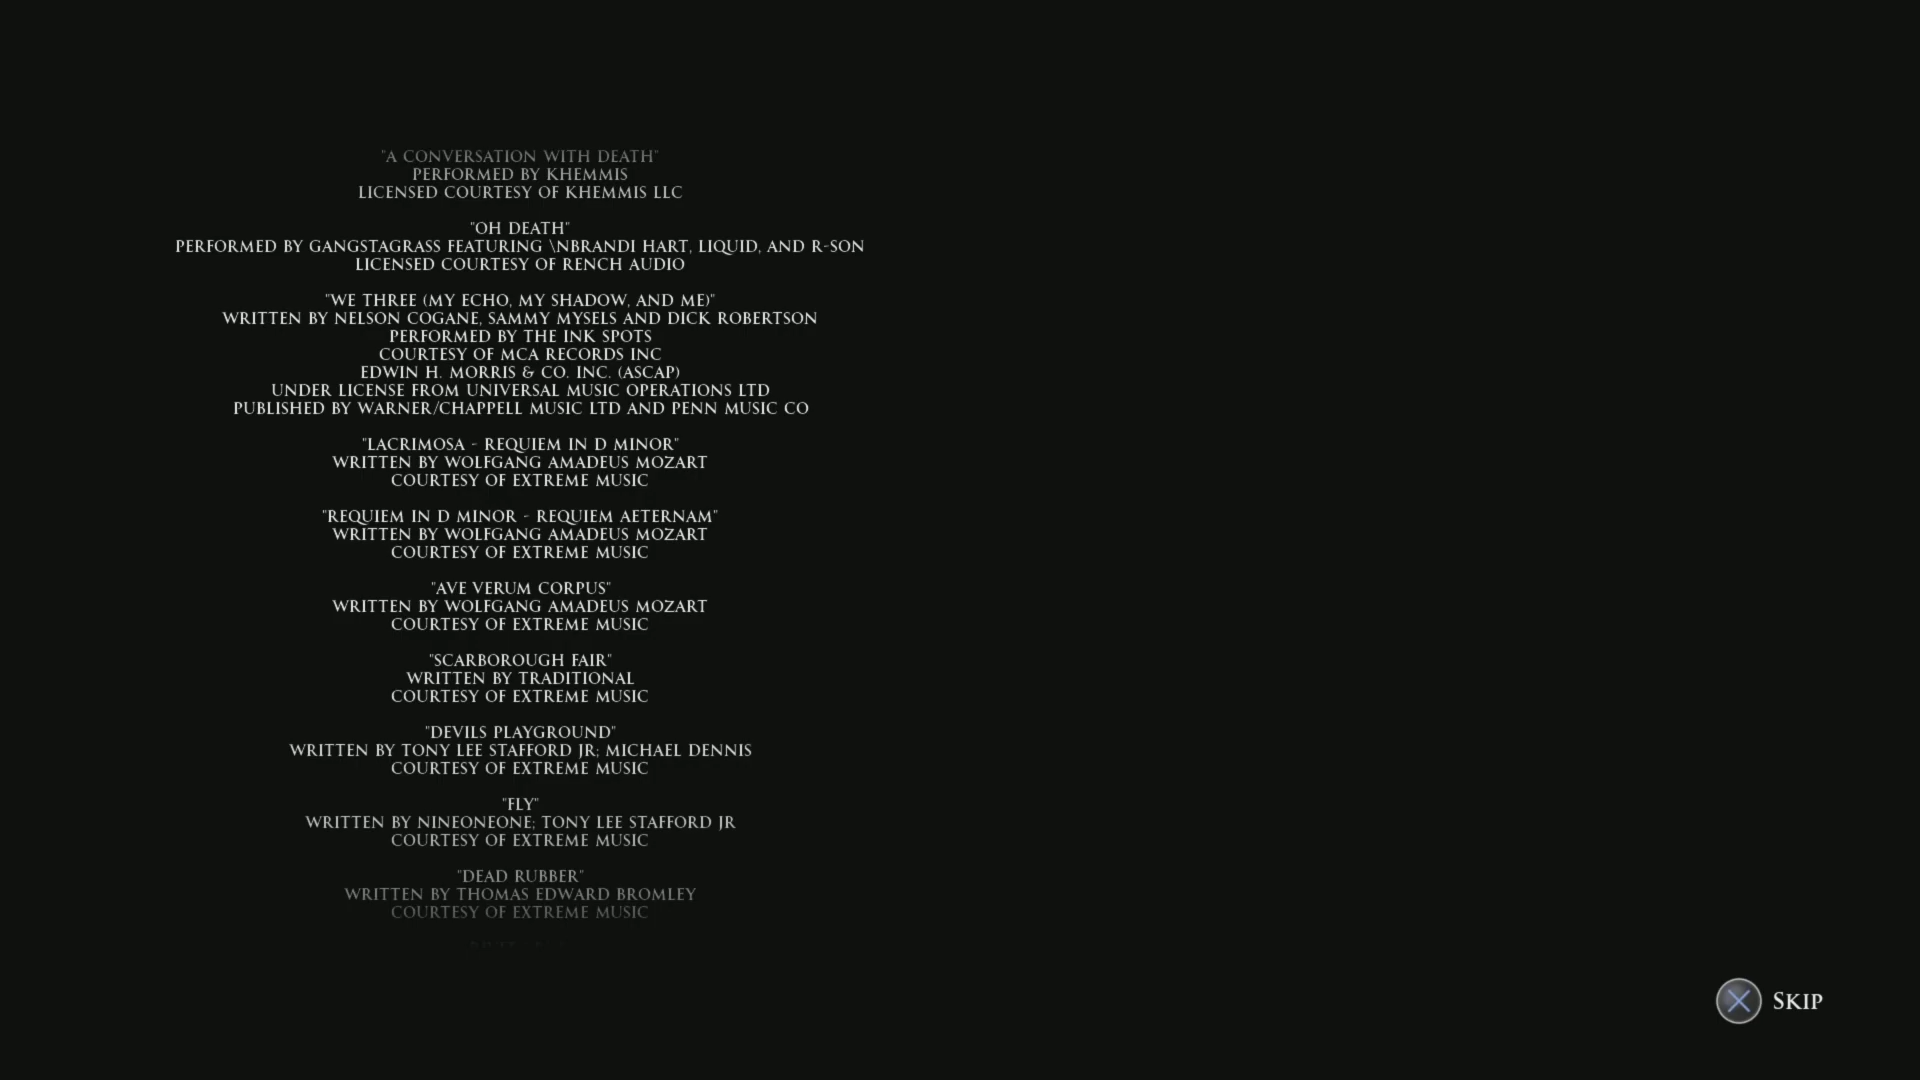 "A CONVERSATION WITH DEATH"
PERFORMED BY KHEMMIS
LICENSED COURTESY OF KHEMMIS LLC
"OH DEATH"
PERFORMED BY GANGSTAGRASS FEATURING \NBRANDI HART, LIQUID, AND R-SON
LICENSED COURTESY OF RENCH AUDIO
"WE THREE (MY ECHO, MY SHADOW, AND ME)"
WRITTEN BY NELSON COGANE, SAMMY MYSELS AND DICK ROBERTSON
PERFORMED BY THE INK SPOTS
COURTESY OF MCA RECORDS INC
EDWIN H. MORRIS & CO. INC. (ASCAP)
UNDER LICENSE FROM UNIVERSAL MUSIC OPERATIONS LTD
PUBLISHED BY WARNER/CHAPPELL MUSIC LTD AND PENN MUSIC CO
"LACRIMOSA - REQUIEM IN D MINOR"
WRITTEN BY WOLFGANG AMADEUS MOZART
COURTESY OF EXTREME MUSIC
"REQUIEM IN D MINOR - REQUIEM AETERNAM"
WRITTEN BY WOLFGANG AMADEUS MOZART
COURTESY OF EXTREME MUSIC
"AVE VERUM CORPUS"
WRITTEN BY WOLFGANG AMADEUS MOZART
COURTESY OF EXTREME MUSIC
"SCARBOROUGH FAIR"
WRITTEN BY TRADITIONAL
COURTESY OF EXTREME MUSIC
"DEVILS PLAYGROUND"
WRITTEN BY TONY LEE STAFFORD JR; MICHAEL DENNIS
COURTESY OF EXTREME MUSIC
"FLY"
WRITTEN BY NINEONEONE; TONY LEE STAFFORD JR
COURTESY OF EXTREME MUSIC
"DEAD RUBBER"
WRITTEN BY THOMAS EDWARD BROMLEY
COURTESY OF EXTREME MUSIC
SKIP